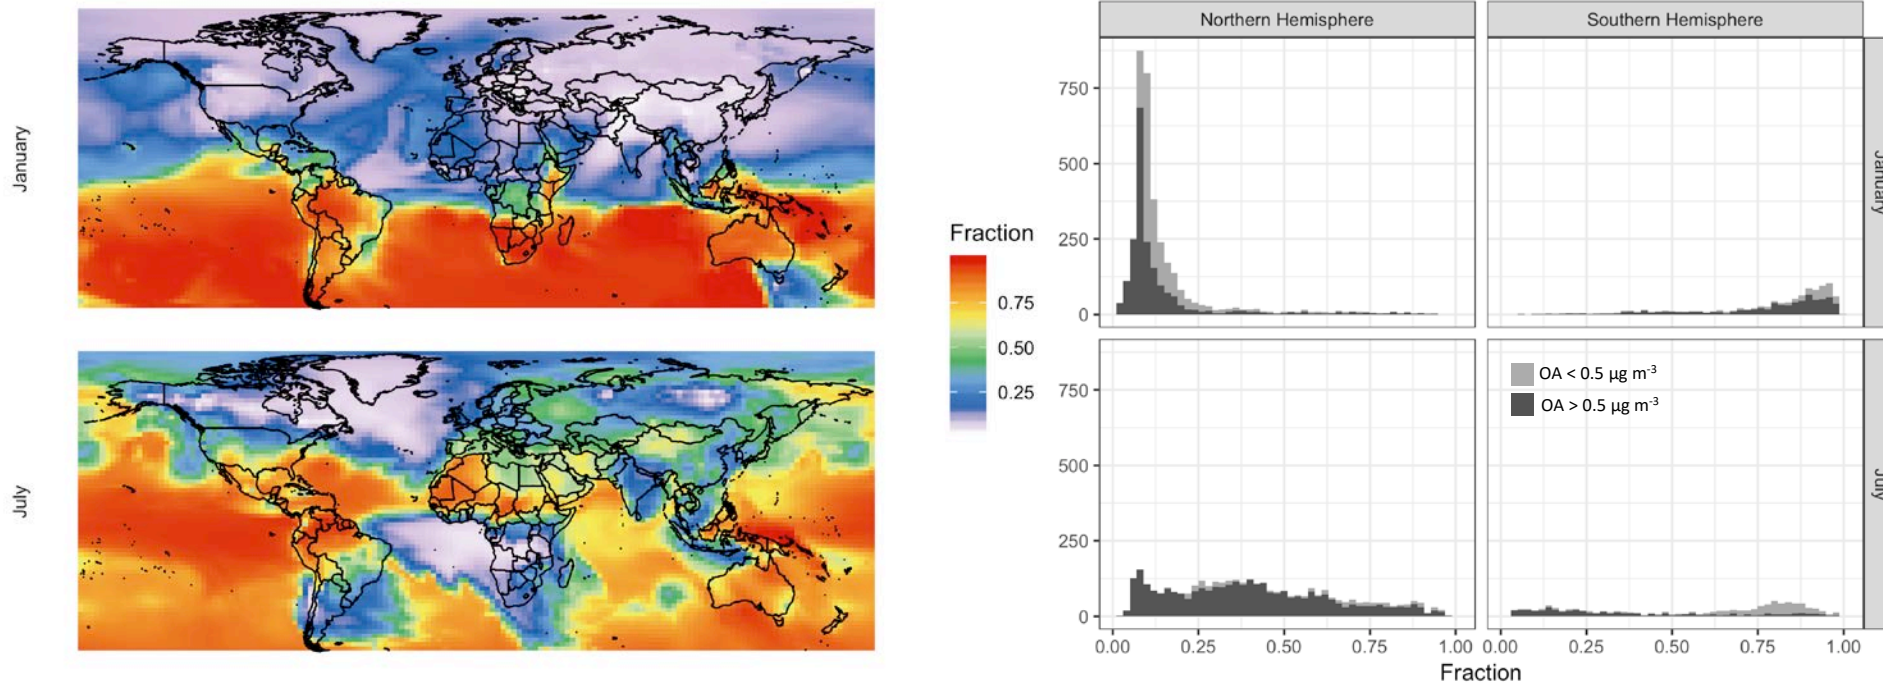 January
July
Fraction
0.75
0.50
0.25
Northern Hemisphere
Southern Hemisphere
750
500
250
0
January
750
500
250
0
OA < 0.5 µg m-3
OA > 0.5 µg m-3
July
0.00
0.25
0.50
0.75
1.00
0.00
0.25
0.50
0.75
1.00
Fraction